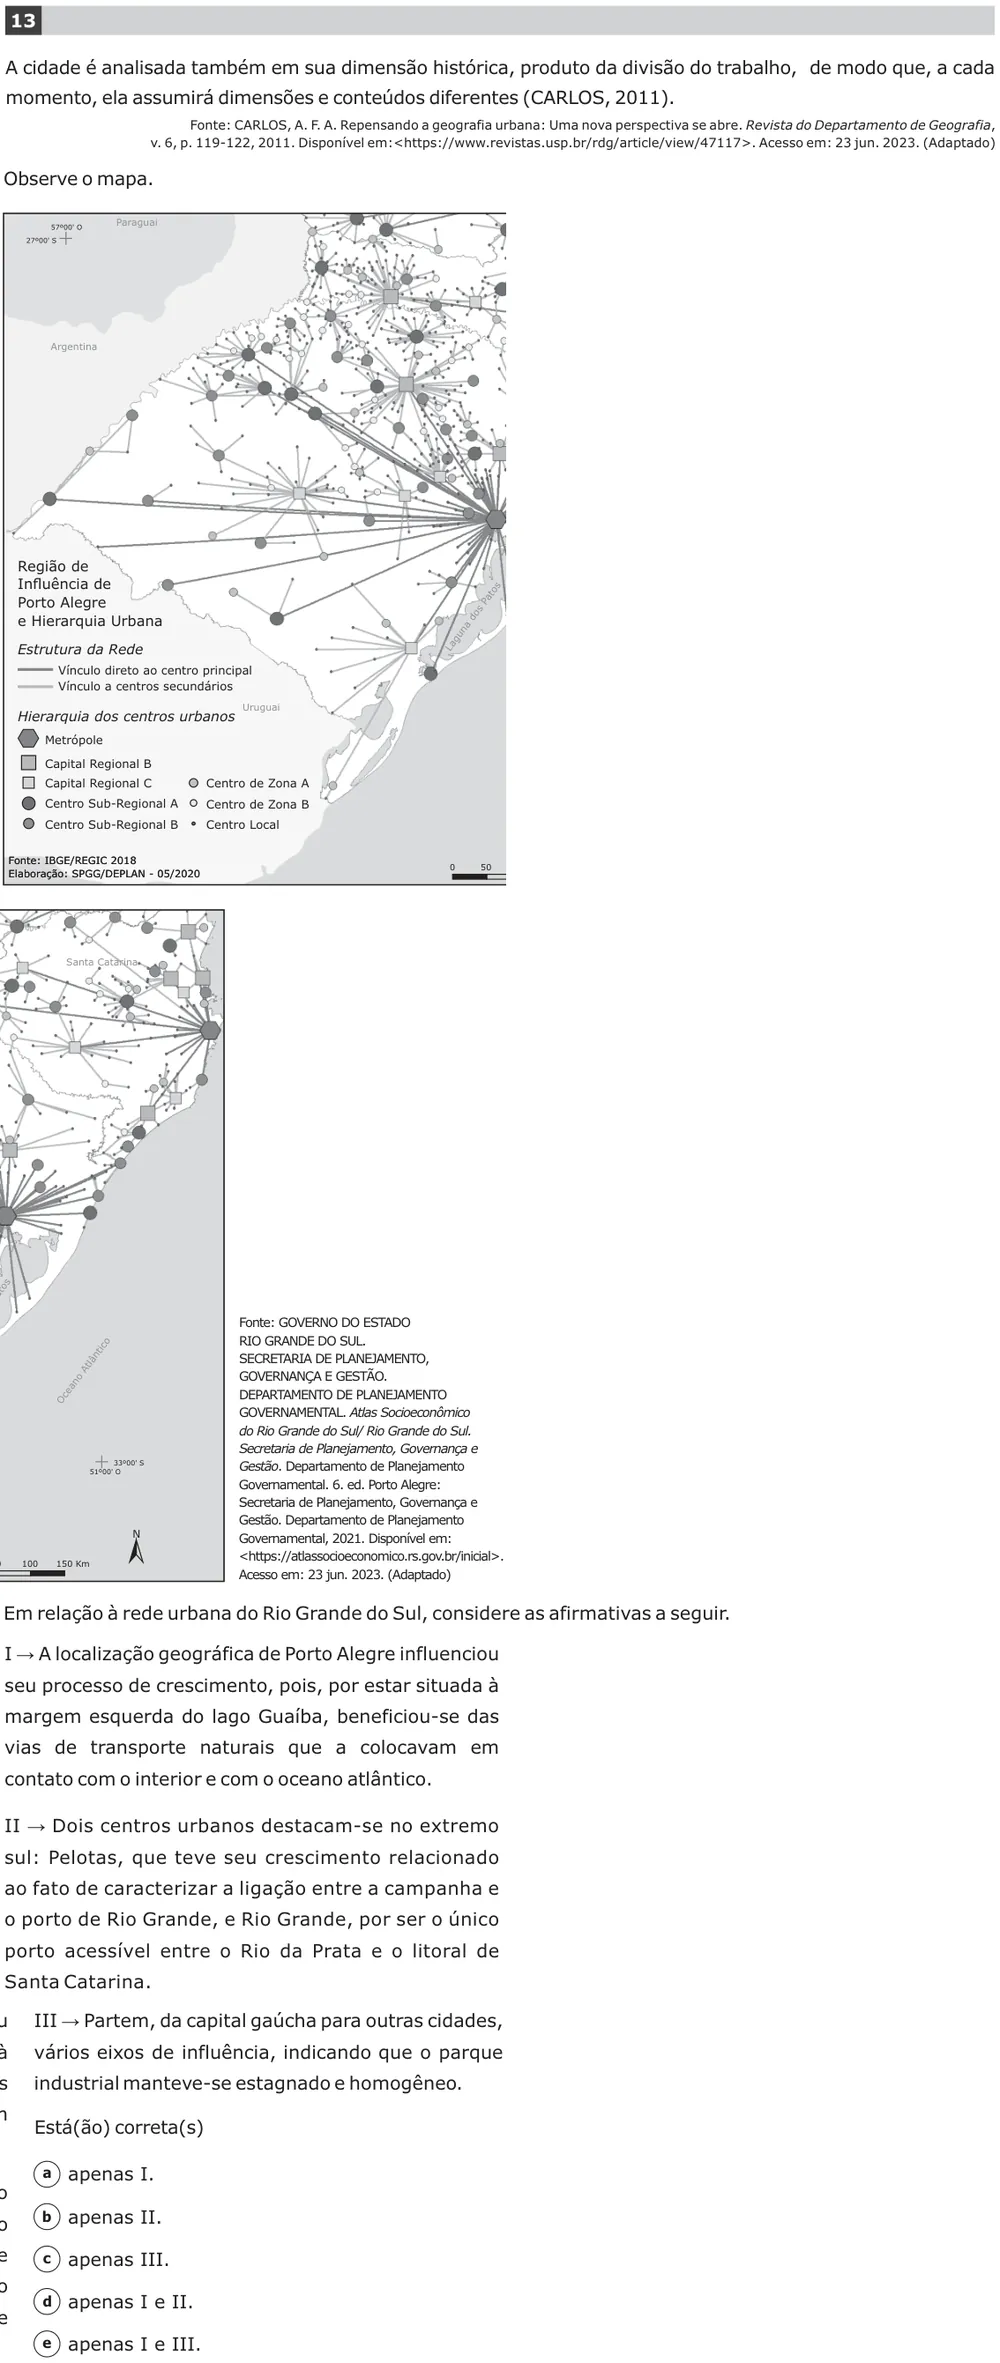 13
A cidade é analisada também em sua dimensão histórica, produto da divisão do trabalho, de modo que, a cada
momento, ela assumirá dimensões e conteúdos diferentes (CARLOS, 2011).
Fonte: CARLOS, A. F. A. Repensando a geografia urbana: Uma nova perspectiva se abre. Revista do Departamento de Geografia,
v. 6, p. 119-122, 2011. Disponível em:<https://www.revistas.usp.br/rdg/article/view/47117>. Acesso em: 23 jun. 2023. (Adaptado)
Observe o mapa.
Paraguai
57º00' O
27º00' S
Argentina
Região de
Influência de
Porto Alegre
e Hierarquia Urbana
Laguna dos Patos
Estrutura da Rede
Vínculo direto ao centro principal
Vínculo a centros secundários
Uruguai
Hierarquia dos centros urbanos
Metrópole
Capital Regional B
Capital Regional C
Centro de Zona A
Centro Sub-Regional A
Centro de Zona B
Centro Sub-Regional B
Centro Local
Fonte: IBGE/REGIC 2018
Elaboração: SPGG/DEPLAN - 05/2020
0 50
Santa Catarina
tos
Oceano Atlântico
33º00' S
51º00' O
N
100 150 Km
Fonte: GOVERNO DO ESTADO
RIO GRANDE DO SUL.
SECRETARIA DE PLANEJAMENTO,
GOVERNANÇA E GESTÃO.
DEPARTAMENTO DE PLANEJAMENTO
GOVERNAMENTAL. Atlas Socioeconômico
do Rio Grande do Sul/ Rio Grande do Sul.
Secretaria de Planejamento, Governança e
Gestão. Departamento de Planejamento
Governamental. 6. ed. Porto Alegre:
Secretaria de Planejamento, Governança e
Gestão. Departamento de Planejamento
Governamental, 2021. Disponível em:
<https://atlassocioeconomico.rs.gov.br/inicial>.
Acesso em: 23 jun. 2023. (Adaptado)
Em relação à rede urbana do Rio Grande do Sul, considere as afirmativas a seguir.
I → A localização geográfica de Porto Alegre influenciou
seu processo de crescimento, pois, por estar situada à
margem esquerda do lago Guaíba, beneficiou-se das
vias de transporte naturais que a colocavam em
contato com o interior e com o oceano atlântico.
II → Dois centros urbanos destacam-se no extremo
sul: Pelotas, que teve seu crescimento relacionado
ao fato de caracterizar a ligação entre a campanha e
o porto de Rio Grande, e Rio Grande, por ser o único
porto acessível entre o Rio da Prata e o litoral de
Santa Catarina.
III → Partem, da capital gaúcha para outras cidades,
vários eixos de influência, indicando que o parque
industrial manteve-se estagnado e homogêneo.
Está(ão) correta(s)
a apenas I.
b apenas II.
c apenas III.
d apenas I e II.
e apenas I e III.